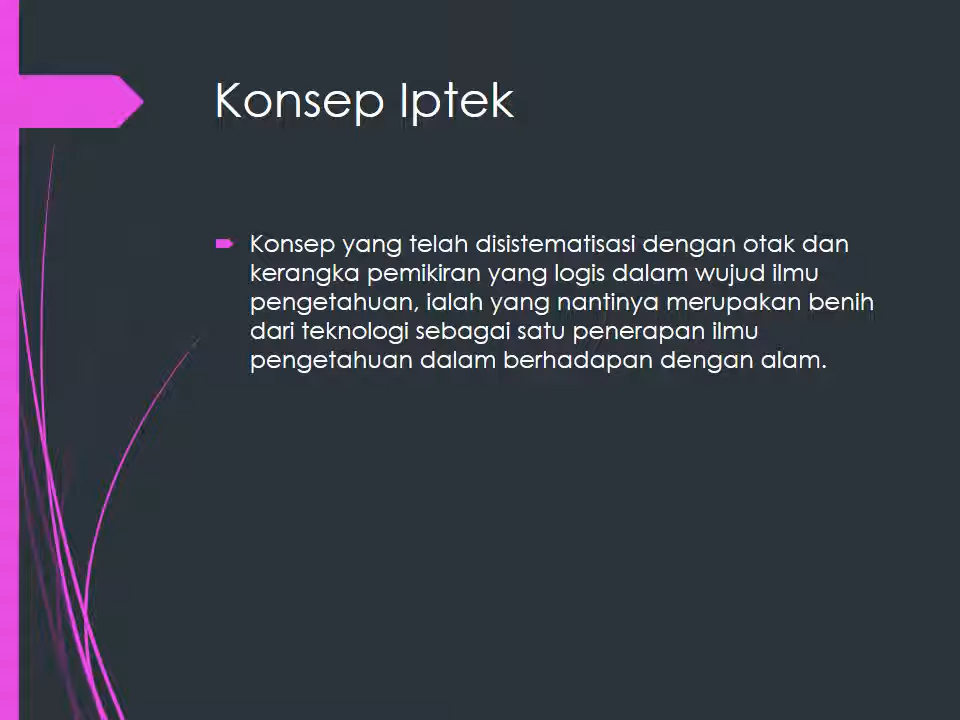 Konsep Iptek
Konsep yang telah disistematisasi dengan otak dan
kerangka pemikiran yang logis dalam wujud ilmu
pengetahuan, ialah yang nantinya merupakan benih
dari teknologi sebagai satu penerapan ilmu
pengetahuan dalam berhadapan dengan alam.